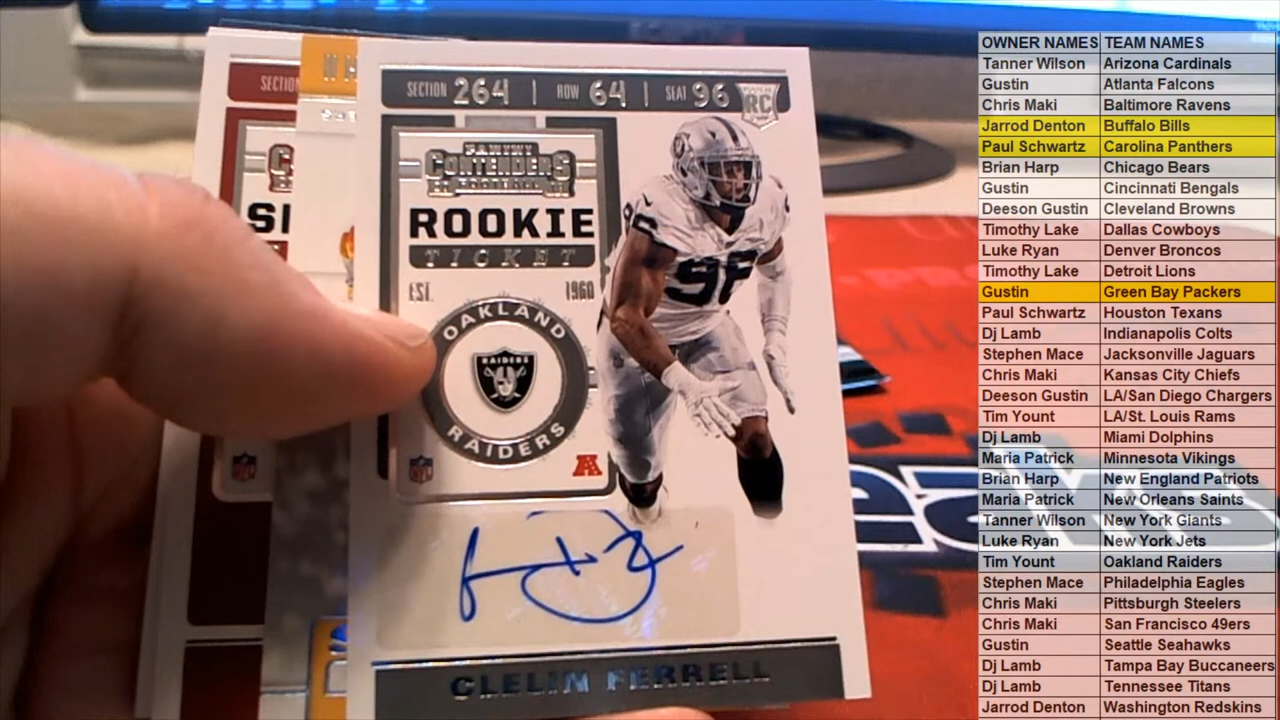 SECTION 264 | ROW 64 | SEAT 96
RC
PANINI
CONTENDERS
FOOTBALL
ROOKIE
TICKET
EST. 1960
OAKLAND
RAIDERS
RAIDERS
NFL
A
96
CLELIN FERRELL
SECTION
SI
OWNER NAMES TEAM NAMES
Tanner Wilson Arizona Cardinals
Gustin Atlanta Falcons
Chris Maki Baltimore Ravens
Jarrod Denton Buffalo Bills
Paul Schwartz Carolina Panthers
Brian Harp Chicago Bears
Gustin Cincinnati Bengals
Deeson Gustin Cleveland Browns
Timothy Lake Dallas Cowboys
Luke Ryan Denver Broncos
Timothy Lake Detroit Lions
Gustin Green Bay Packers
Paul Schwartz Houston Texans
Dj Lamb Indianapolis Colts
Stephen Mace Jacksonville Jaguars
Chris Maki Kansas City Chiefs
Deeson Gustin LA/San Diego Chargers
Tim Yount LA/St. Louis Rams
Dj Lamb Miami Dolphins
Maria Patrick Minnesota Vikings
Brian Harp New England Patriots
Maria Patrick New Orleans Saints
Tanner Wilson New York Giants
Luke Ryan New York Jets
Tim Yount Oakland Raiders
Stephen Mace Philadelphia Eagles
Chris Maki Pittsburgh Steelers
Chris Maki San Francisco 49ers
Gustin Seattle Seahawks
Dj Lamb Tampa Bay Buccaneers
Dj Lamb Tennessee Titans
Jarrod Denton Washington Redskins